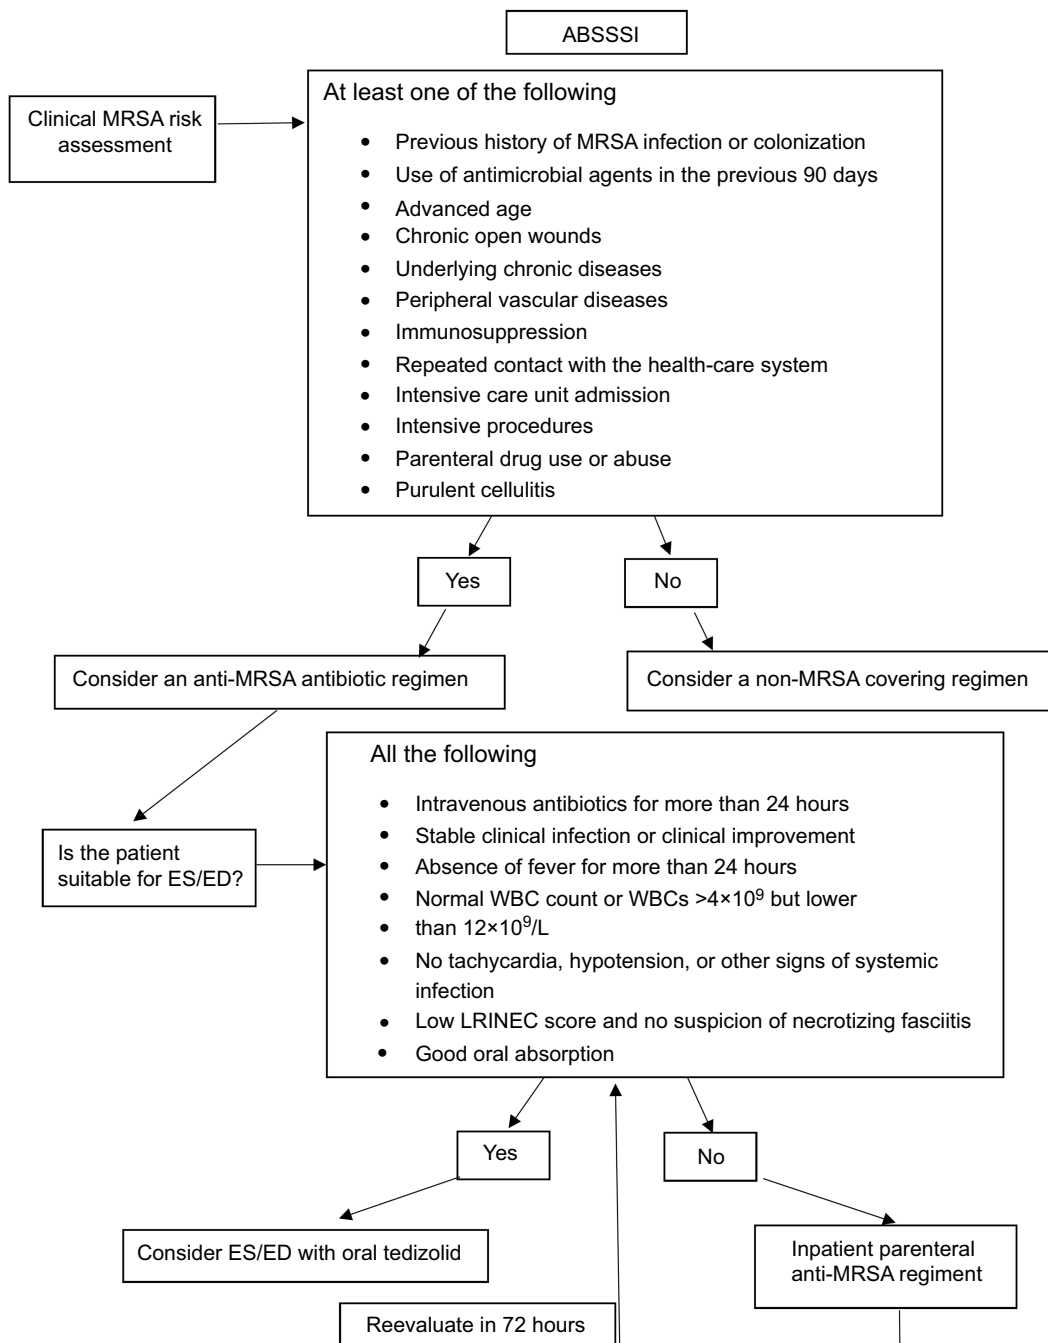 ABSSSI
Clinical MRSA risk
assessment
At least one of the following
• Previous history of MRSA infection or colonization
• Use of antimicrobial agents in the previous 90 days
• Advanced age
• Chronic open wounds
• Underlying chronic diseases
• Peripheral vascular diseases
• Immunosuppression
• Repeated contact with the health-care system
• Intensive care unit admission
• Intensive procedures
• Parenteral drug use or abuse
• Purulent cellulitis
Yes
No
Consider an anti-MRSA antibiotic regimen
Consider a non-MRSA covering regimen
Is the patient
suitable for ES/ED?
All the following
• Intravenous antibiotics for more than 24 hours
• Stable clinical infection or clinical improvement
• Absence of fever for more than 24 hours
• Normal WBC count or WBCs >4×10⁹ but lower
• than 12×10⁹/L
• No tachycardia, hypotension, or other signs of systemic
infection
• Low LRINEC score and no suspicion of necrotizing fasciitis
• Good oral absorption
Yes
No
Consider ES/ED with oral tedizolid
Inpatient parenteral
anti-MRSA regiment
Reevaluate in 72 hours